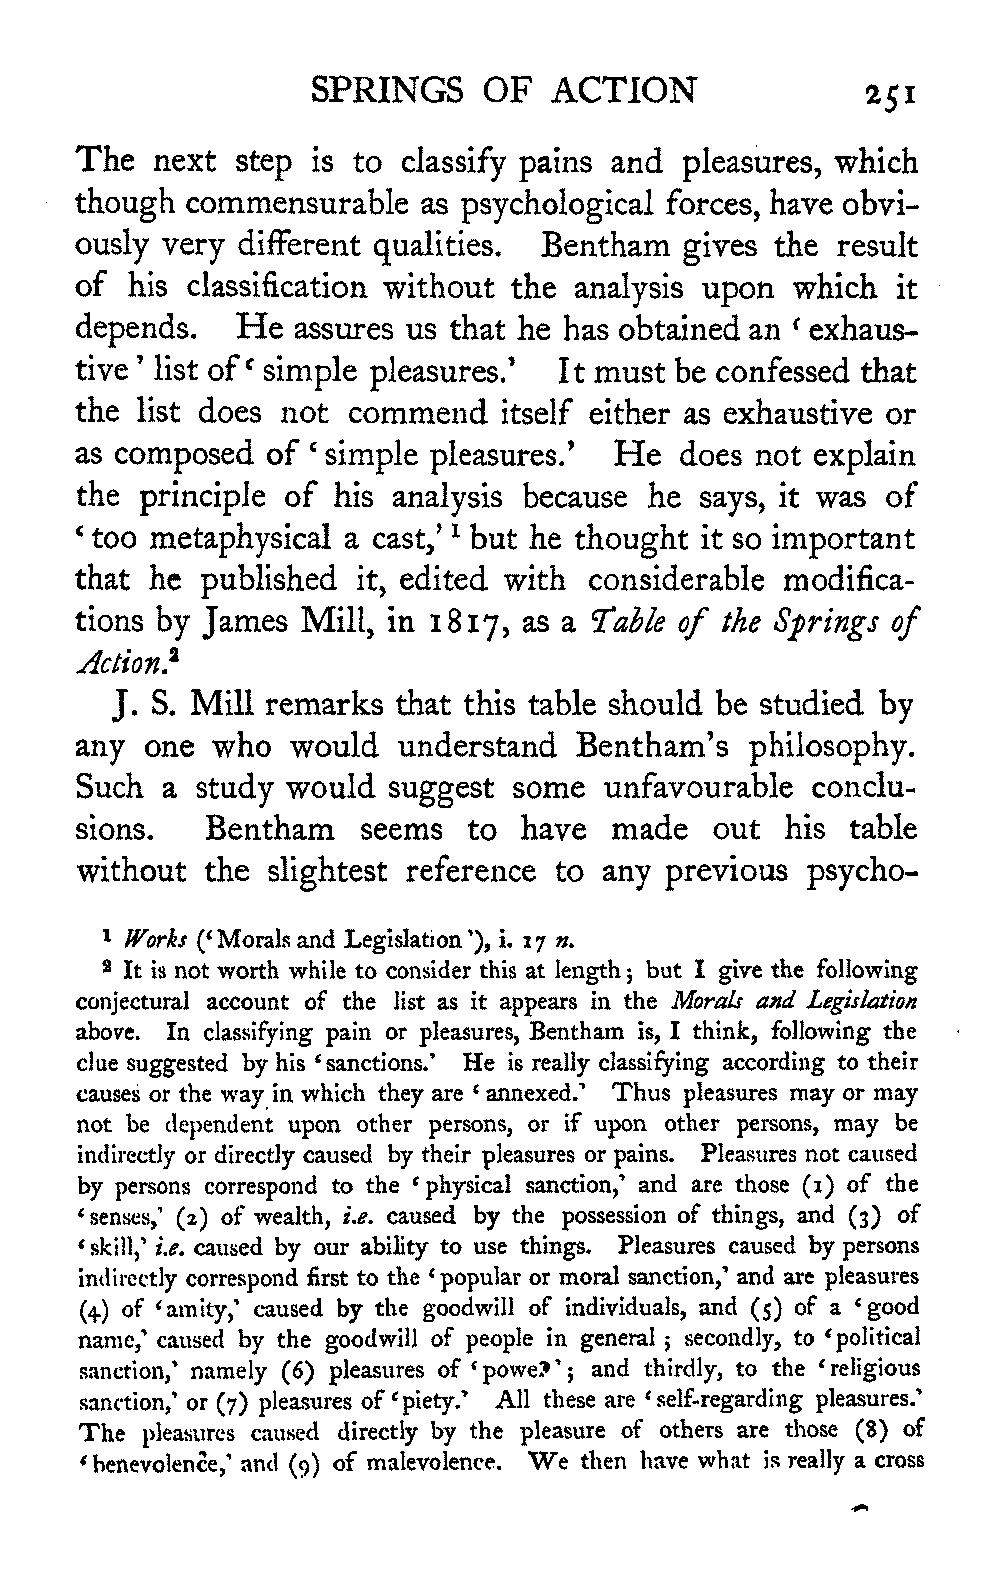 SPRINGS OF ACTION 251
The next step is to classify pains and pleasures, which
though commensurable as psychological forces, have obvi-
ously very different qualities. Bentham gives the result
of his classification without the analysis upon which it
depends. He assures us that he has obtained an ‘ exhaus-
tive ’ list of ‘ simple pleasures.’ It must be confessed that
the list does not commend itself either as exhaustive or
as composed of ‘ simple pleasures.’ He does not explain
the principle of his analysis because he says, it was of
‘ too metaphysical a cast,’ ¹ but he thought it so important
that he published it, edited with considerable modifica-
tions by James Mill, in 1817, as a Table of the Springs of
Action.²
J. S. Mill remarks that this table should be studied by
any one who would understand Bentham’s philosophy.
Such a study would suggest some unfavourable conclu-
sions. Bentham seems to have made out his table
without the slightest reference to any previous psycho-
¹ Works (‘ Morals and Legislation ’), i. 17 n.
² It is not worth while to consider this at length ; but I give the following
conjectural account of the list as it appears in the Morals and Legislation
above. In classifying pain or pleasures, Bentham is, I think, following the
clue suggested by his ‘ sanctions.’ He is really classifying according to their
causes or the way in which they are ‘ annexed.’ Thus pleasures may or may
not be dependent upon other persons, or if upon other persons, may be
indirectly or directly caused by their pleasures or pains. Pleasures not caused
by persons correspond to the ‘ physical sanction,’ and are those (1) of the
‘ senses,’ (2) of wealth, i.e. caused by the possession of things, and (3) of
‘ skill,’ i.e. caused by our ability to use things. Pleasures caused by persons
indirectly correspond first to the ‘ popular or moral sanction,’ and are pleasures
(4) of ‘ amity,’ caused by the goodwill of individuals, and (5) of a ‘ good
name,’ caused by the goodwill of people in general ; secondly, to ‘ political
sanction,’ namely (6) pleasures of ‘ power ’ ; and thirdly, to the ‘ religious
sanction,’ or (7) pleasures of ‘ piety.’ All these are ‘ self-regarding pleasures.’
The pleasures caused directly by the pleasure of others are those (8) of
‘ benevolence,’ and (9) of malevolence. We then have what is really a cross